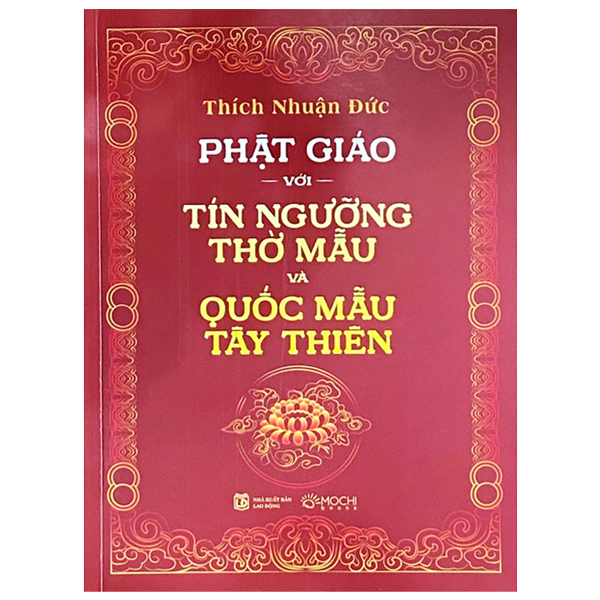 Thích Nhuận Đức
PHẬT GIÁO
VỚI
TÍN NGƯỠNG
THỜ MẪU
VÀ
QUỐC MẪU
TÂY THIÊN
NHÀ XUẤT BẢN
LAO ĐỘNG
MOCHI
books